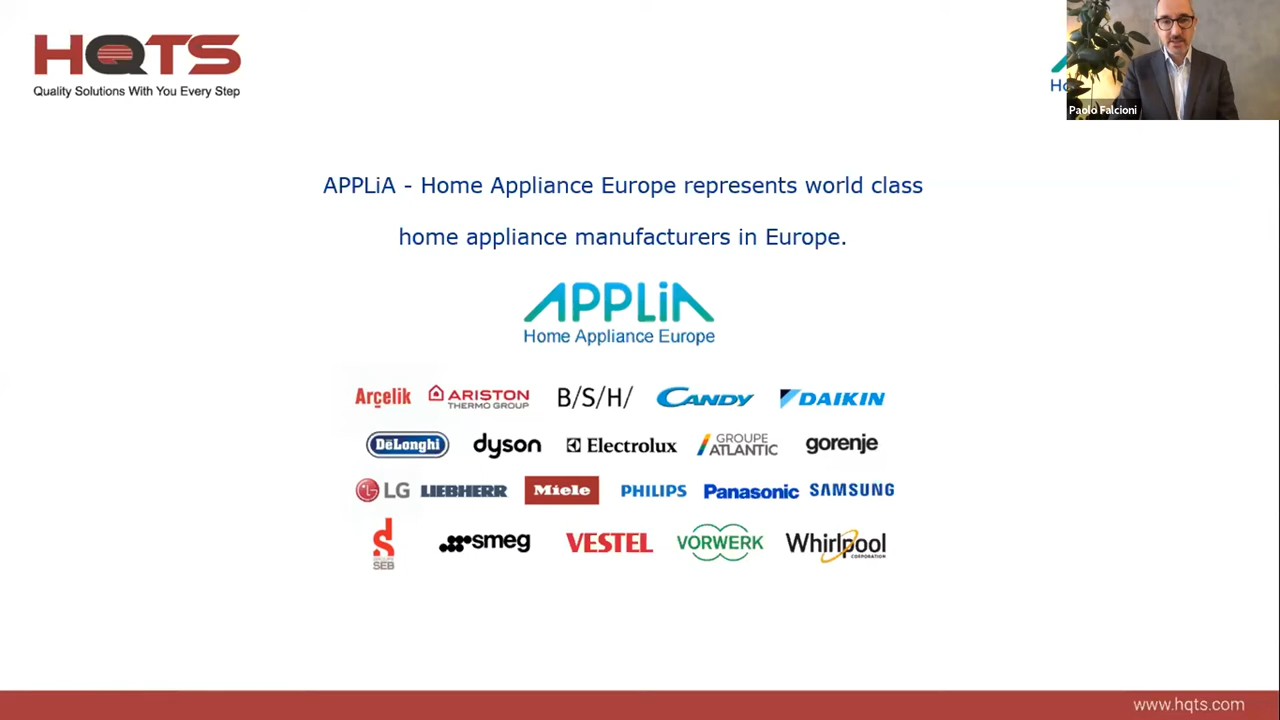 HQTS
Quality Solutions With You Every Step
Paolo Falcioni
APPLiA - Home Appliance Europe represents world class
home appliance manufacturers in Europe.
APPLiA
Home Appliance Europe
Arçelik
ARISTON
THERMO GROUP
B/S/H/
CANDY
DAIKIN
DeLonghi
dyson
Electrolux
GROUPE
ATLANTIC
gorenje
LG
LIEBHERR
Miele
PHILIPS
Panasonic
SAMSUNG
GROUPE
SEB
smeg
VESTEL
VORWERK
Whirlpool
CORPORATION
www.hqts.com